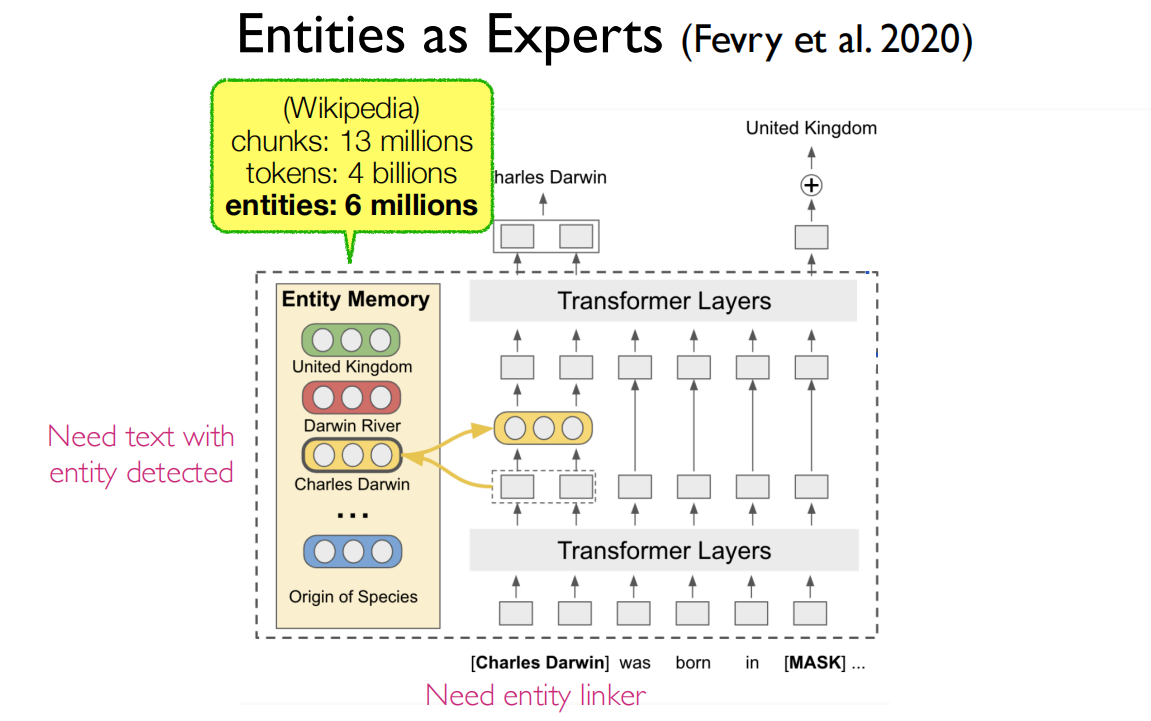 Entities as Experts (Fevry et al. 2020)
(Wikipedia)
chunks: 13 millions
tokens: 4 billions
entities: 6 millions
United Kingdom
harles Darwin
Entity Memory
Transformer Layers
United Kingdom
Darwin River
Need text with
entity detected
Charles Darwin
...
Transformer Layers
Origin of Species
[Charles Darwin] was born in [MASK] ...
Need entity linker